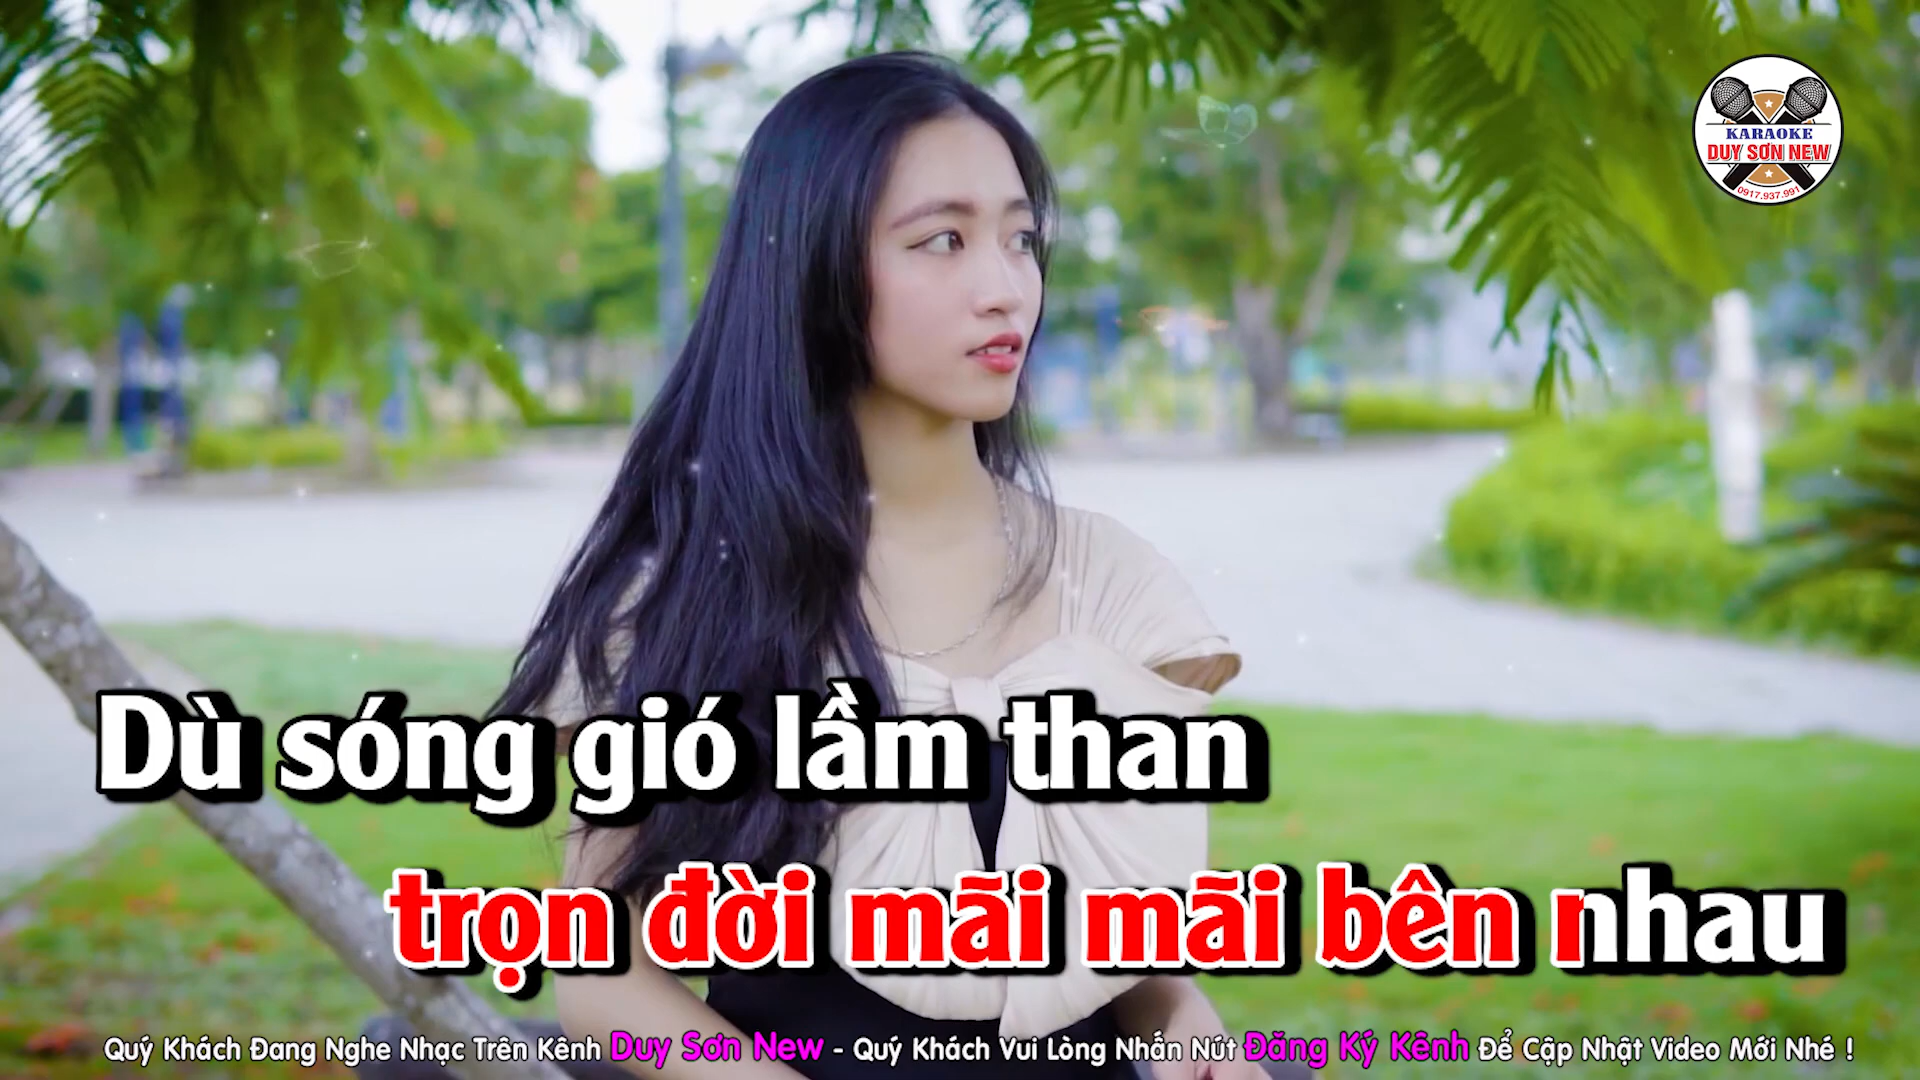 KARAOKE
DUY SƠN NEW
0917.937.991
Dù sóng gió lầm than
trọn đời mãi mãi bên nhau
Quý Khách Đang Nghe Nhạc Trên Kênh Duy Sơn New - Quý Khách Vui Lòng Nhấn Nút Đăng Ký Kênh Để Cập Nhật Video Mới Nhé !